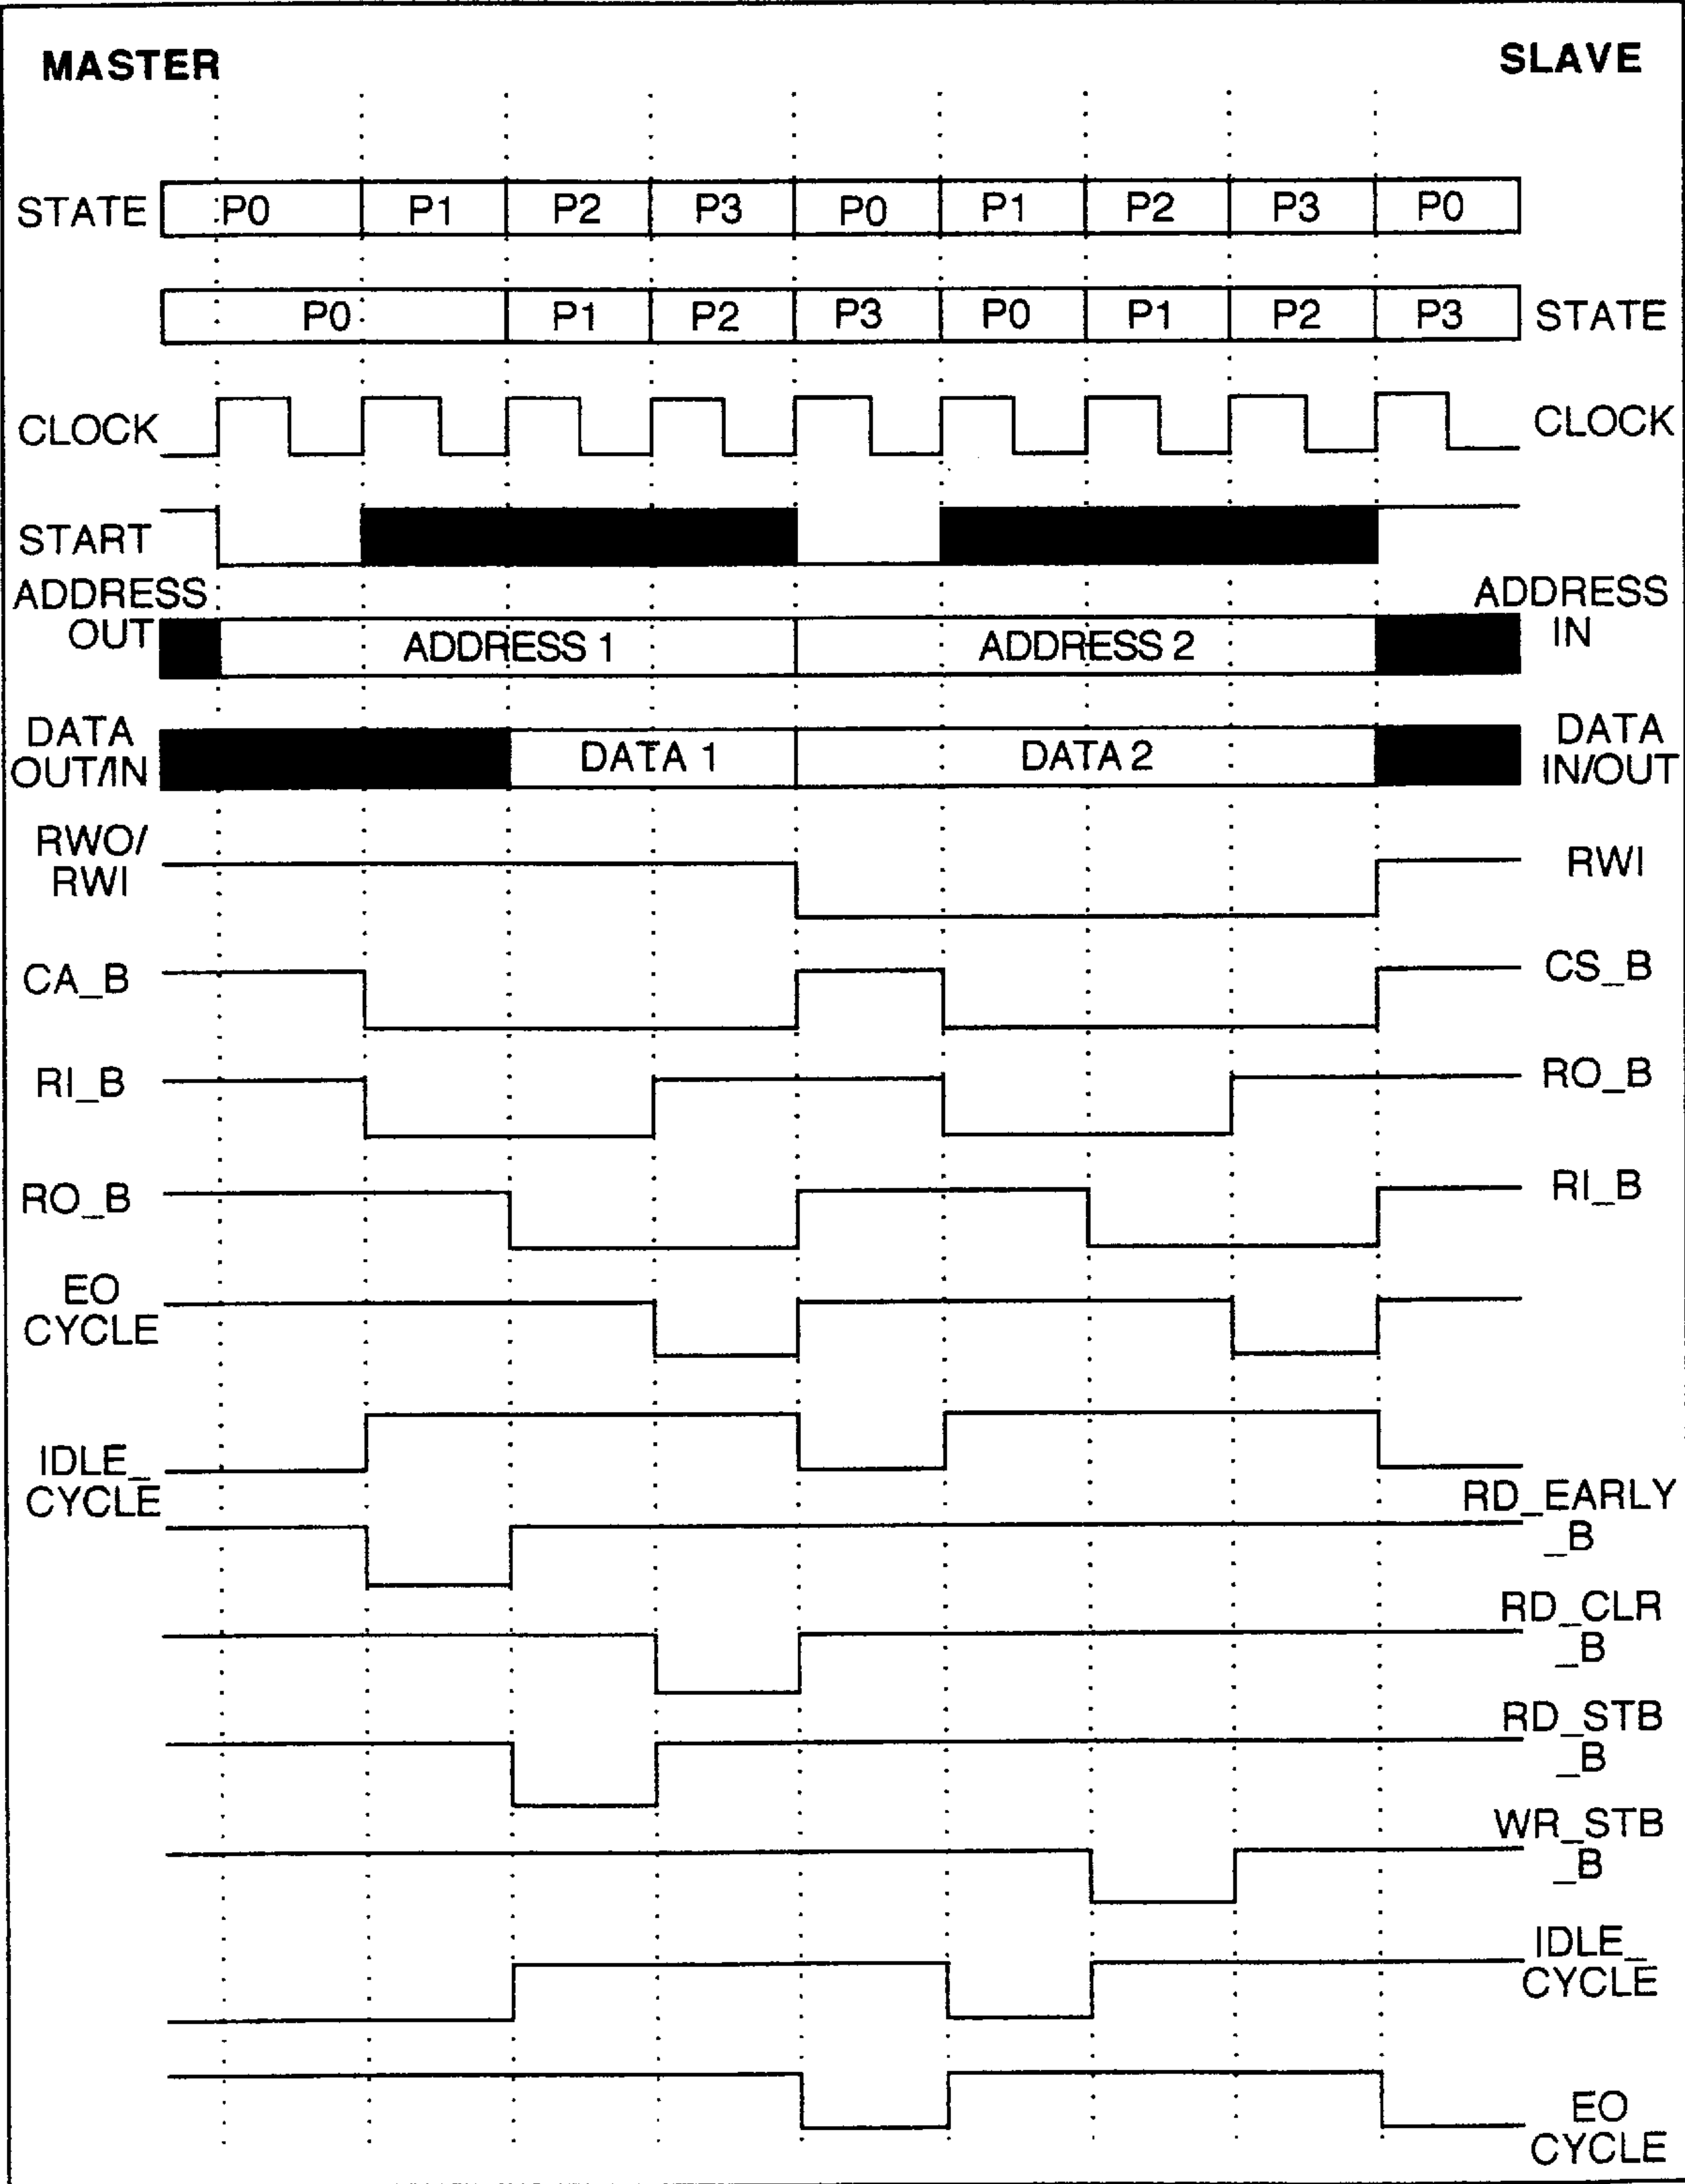 MASTER SLAVE
STATE P0 P1 P2 P3 P0 P1 P2 P3 P0
P0 P1 P2 P3 P0 P1 P2 P3 STATE
CLOCK CLOCK
START
ADDRESS
OUT
ADDRESS 1 ADDRESS 2
ADDRESS
IN
DATA
OUT/IN
DATA 1 DATA 2
DATA
IN/OUT
RWO/
RWI
RWI
CA_B CS_B
RI_B RO_B
RO_B RI_B
EO
CYCLE
IDLE_
CYCLE
RD_EARLY
_B
RD_CLR
_B
RD_STB
_B
WR_STB
_B
IDLE_
CYCLE
EO
CYCLE